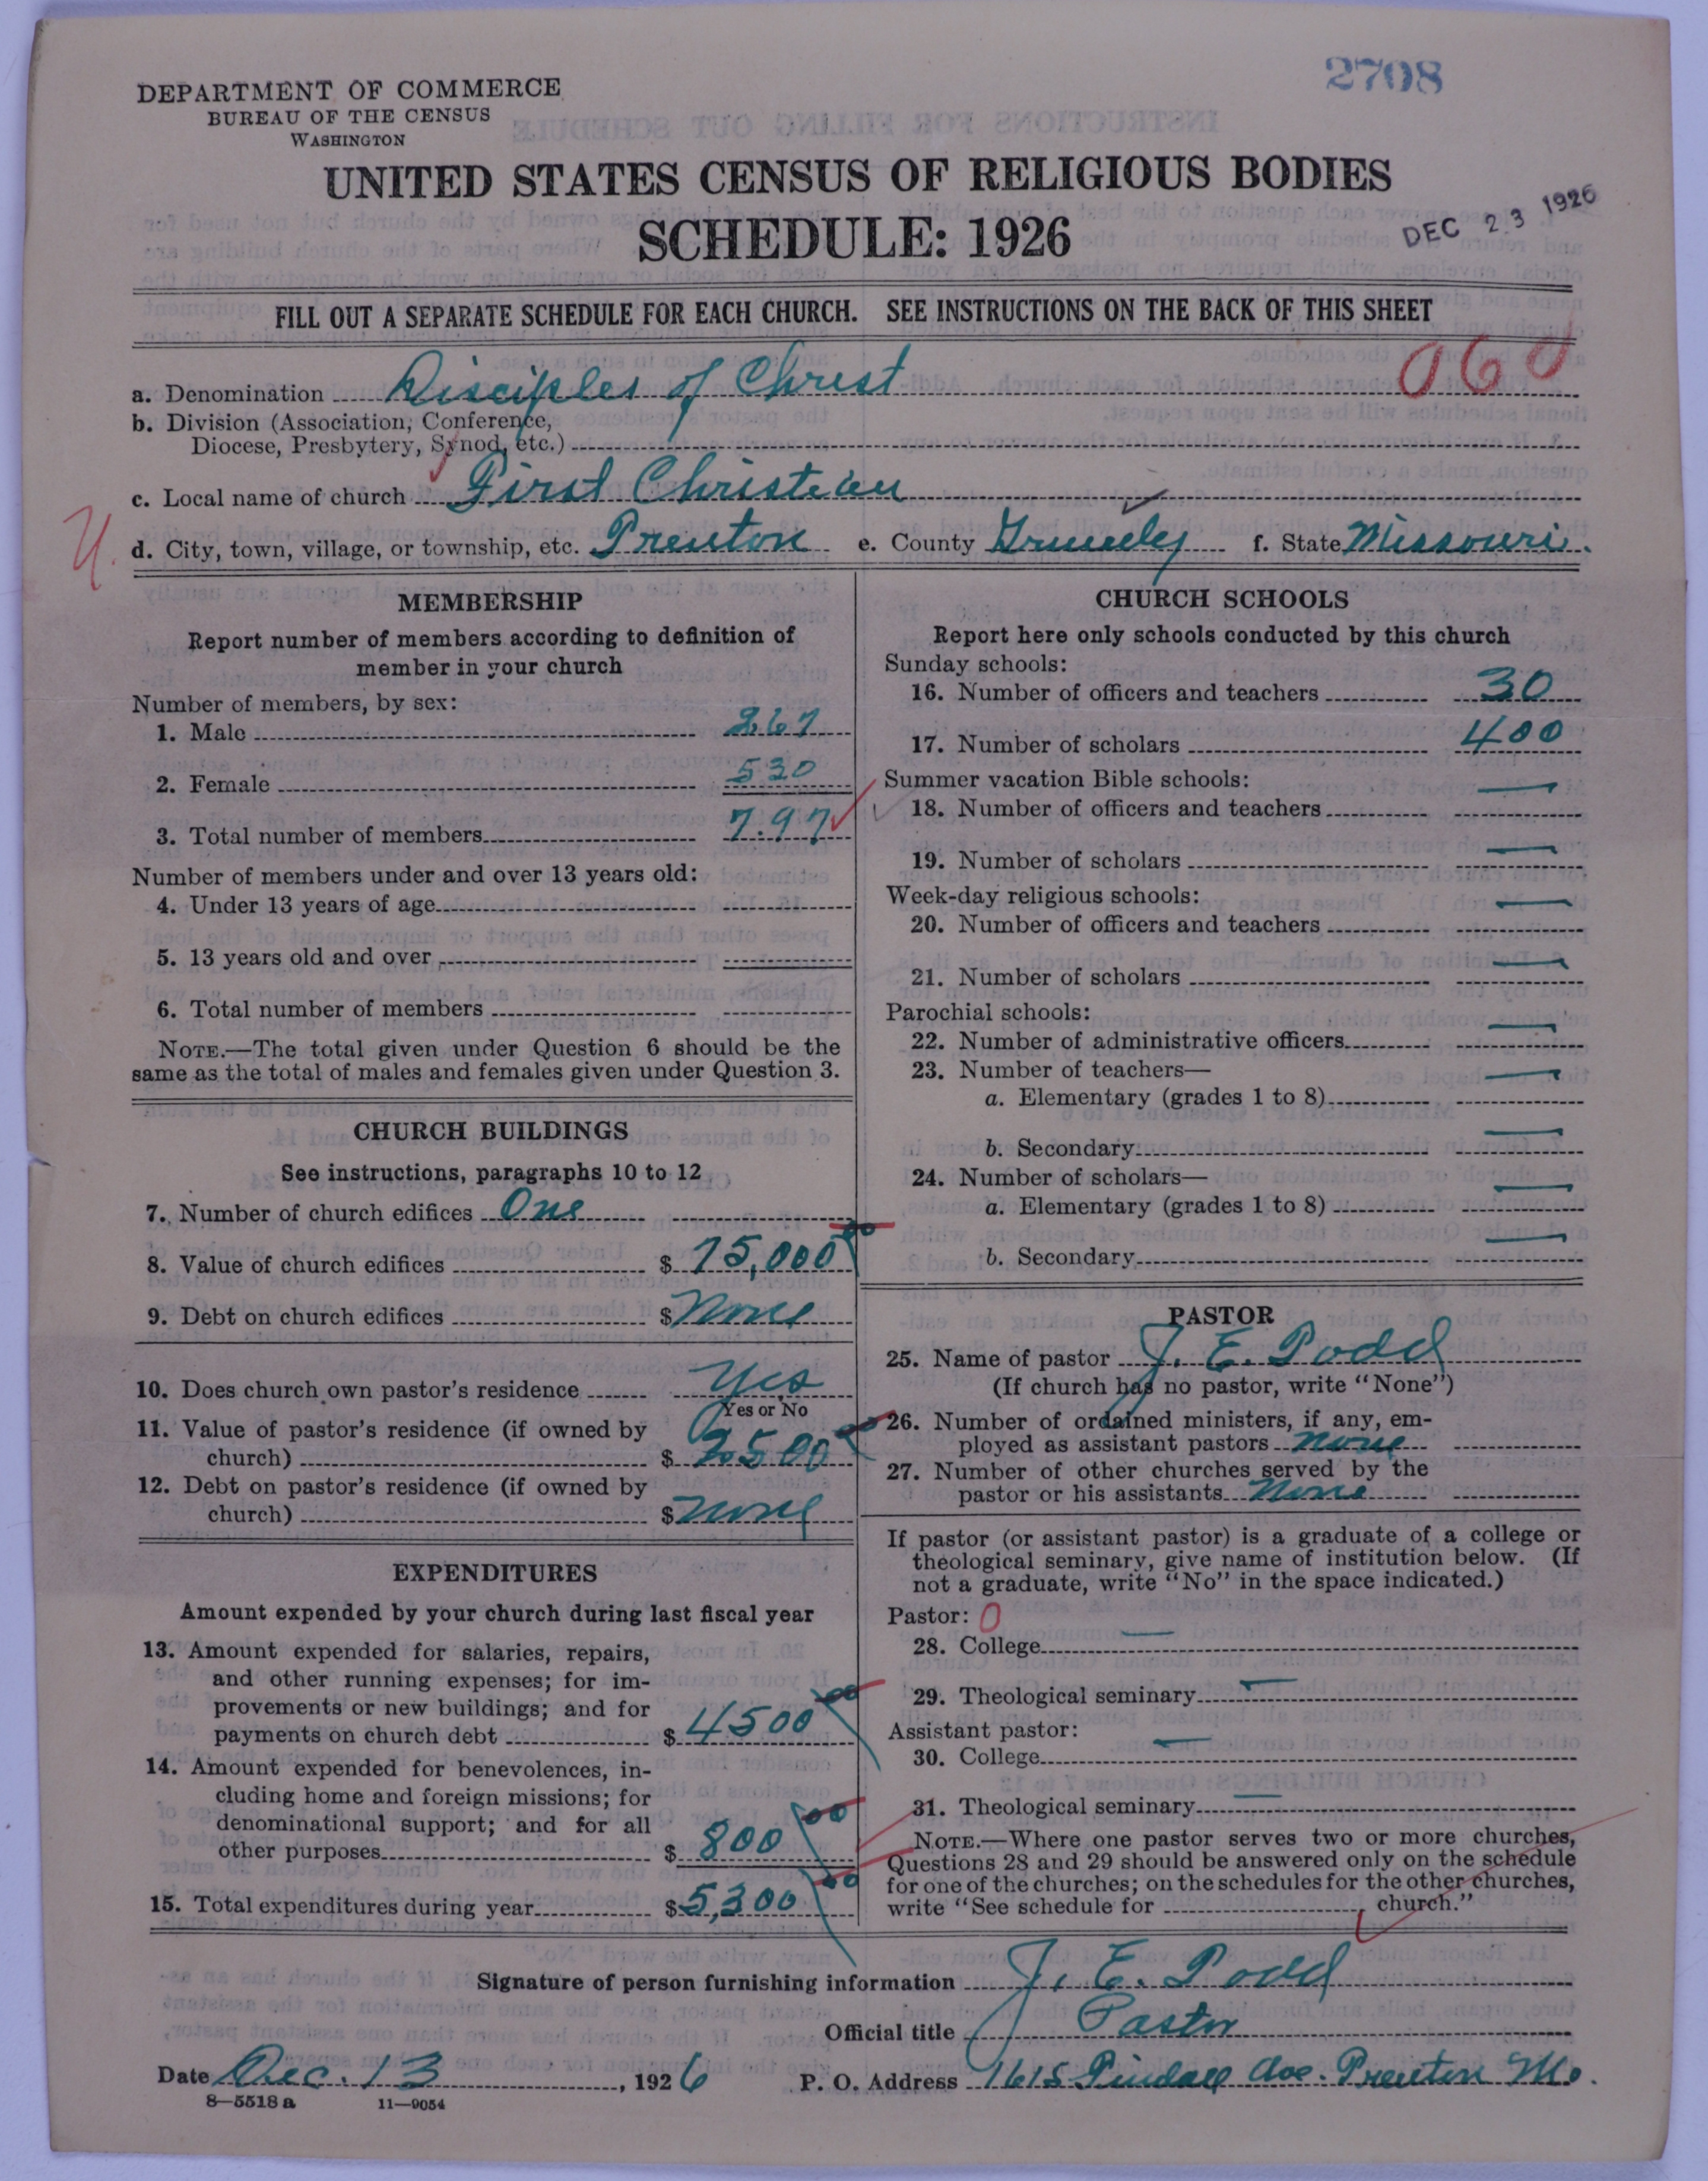 2708
DEPARTMENT OF COMMERCE
BUREAU OF THE CENSUS
WASHINGTON
UNITED STATES CENSUS OF RELIGIOUS BODIES
SCHEDULE: 1926
DEC 23 1926
FILL OUT A SEPARATE SCHEDULE FOR EACH CHURCH. SEE INSTRUCTIONS ON THE BACK OF THIS SHEET
060
a. Denomination Disciples of Christ
b. Division (Association, Conference,
Diocese, Presbytery, Synod, etc.)
c. Local name of church First Christian
d. City, town, village, or township, etc. Trenton e. County Grundy f. State Missouri.
MEMBERSHIP
Report number of members according to definition of
member in your church
Number of members, by sex:
1. Male 267
2. Female 530
3. Total number of members 797
Number of members under and over 13 years old:
4. Under 13 years of age
5. 13 years old and over
6. Total number of members
NOTE.—The total given under Question 6 should be the
same as the total of males and females given under Question 3.
CHURCH BUILDINGS
See instructions, paragraphs 10 to 12
7. Number of church edifices One
8. Value of church edifices $ 75,000 00
9. Debt on church edifices $ None
10. Does church own pastor's residence Yes
Yes or No
11. Value of pastor's residence (if owned by
church) $ 2500
12. Debt on pastor's residence (if owned by
church) $ None
EXPENDITURES
Amount expended by your church during last fiscal year
13. Amount expended for salaries, repairs,
and other running expenses; for im-
provements or new buildings; and for
payments on church debt $ 4500 00
14. Amount expended for benevolences, in-
cluding home and foreign missions; for
denominational support; and for all
other purposes $ 800 00
15. Total expenditures during year $ 5,300 00
CHURCH SCHOOLS
Report here only schools conducted by this church
Sunday schools:
16. Number of officers and teachers 30
17. Number of scholars 400
Summer vacation Bible schools:
18. Number of officers and teachers —
19. Number of scholars —
Week-day religious schools:
20. Number of officers and teachers —
21. Number of scholars —
Parochial schools:
22. Number of administrative officers —
23. Number of teachers—
a. Elementary (grades 1 to 8) —
b. Secondary —
24. Number of scholars—
a. Elementary (grades 1 to 8) —
b. Secondary —
PASTOR
25. Name of pastor J. E. Todd
(If church has no pastor, write "None")
26. Number of ordained ministers, if any, em-
ployed as assistant pastors None
27. Number of other churches served by the
pastor or his assistants None
If pastor (or assistant pastor) is a graduate of a college or
theological seminary, give name of institution below. (If
not a graduate, write "No" in the space indicated.)
Pastor: 0
28. College —
29. Theological seminary —
Assistant pastor:
30. College —
31. Theological seminary —
NOTE.—Where one pastor serves two or more churches,
Questions 28 and 29 should be answered only on the schedule
for one of the churches; on the schedules for the other churches,
write "See schedule for church."
Signature of person furnishing information J. E. Todd
Official title Pastor
Date Dec. 13, 1926 P. O. Address 1615 Tindall Ave. Trenton Mo.
8—5518 a 11—9054